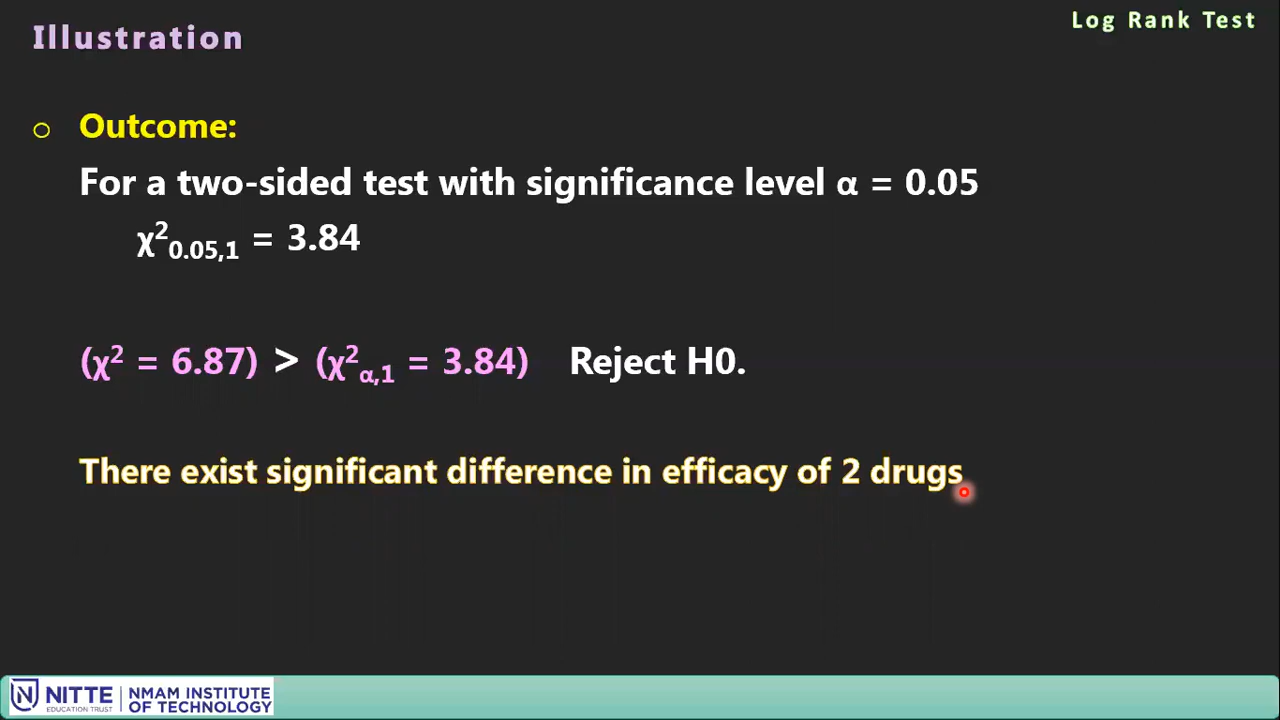 Illustration
Log Rank Test
○ Outcome:
For a two-sided test with significance level α = 0.05
χ²₀.₀₅,₁ = 3.84
(χ² = 6.87) > (χ²α,₁ = 3.84) Reject H0.
There exist significant difference in efficacy of 2 drugs
NITTE
EDUCATION TRUST
NMAM INSTITUTE
OF TECHNOLOGY